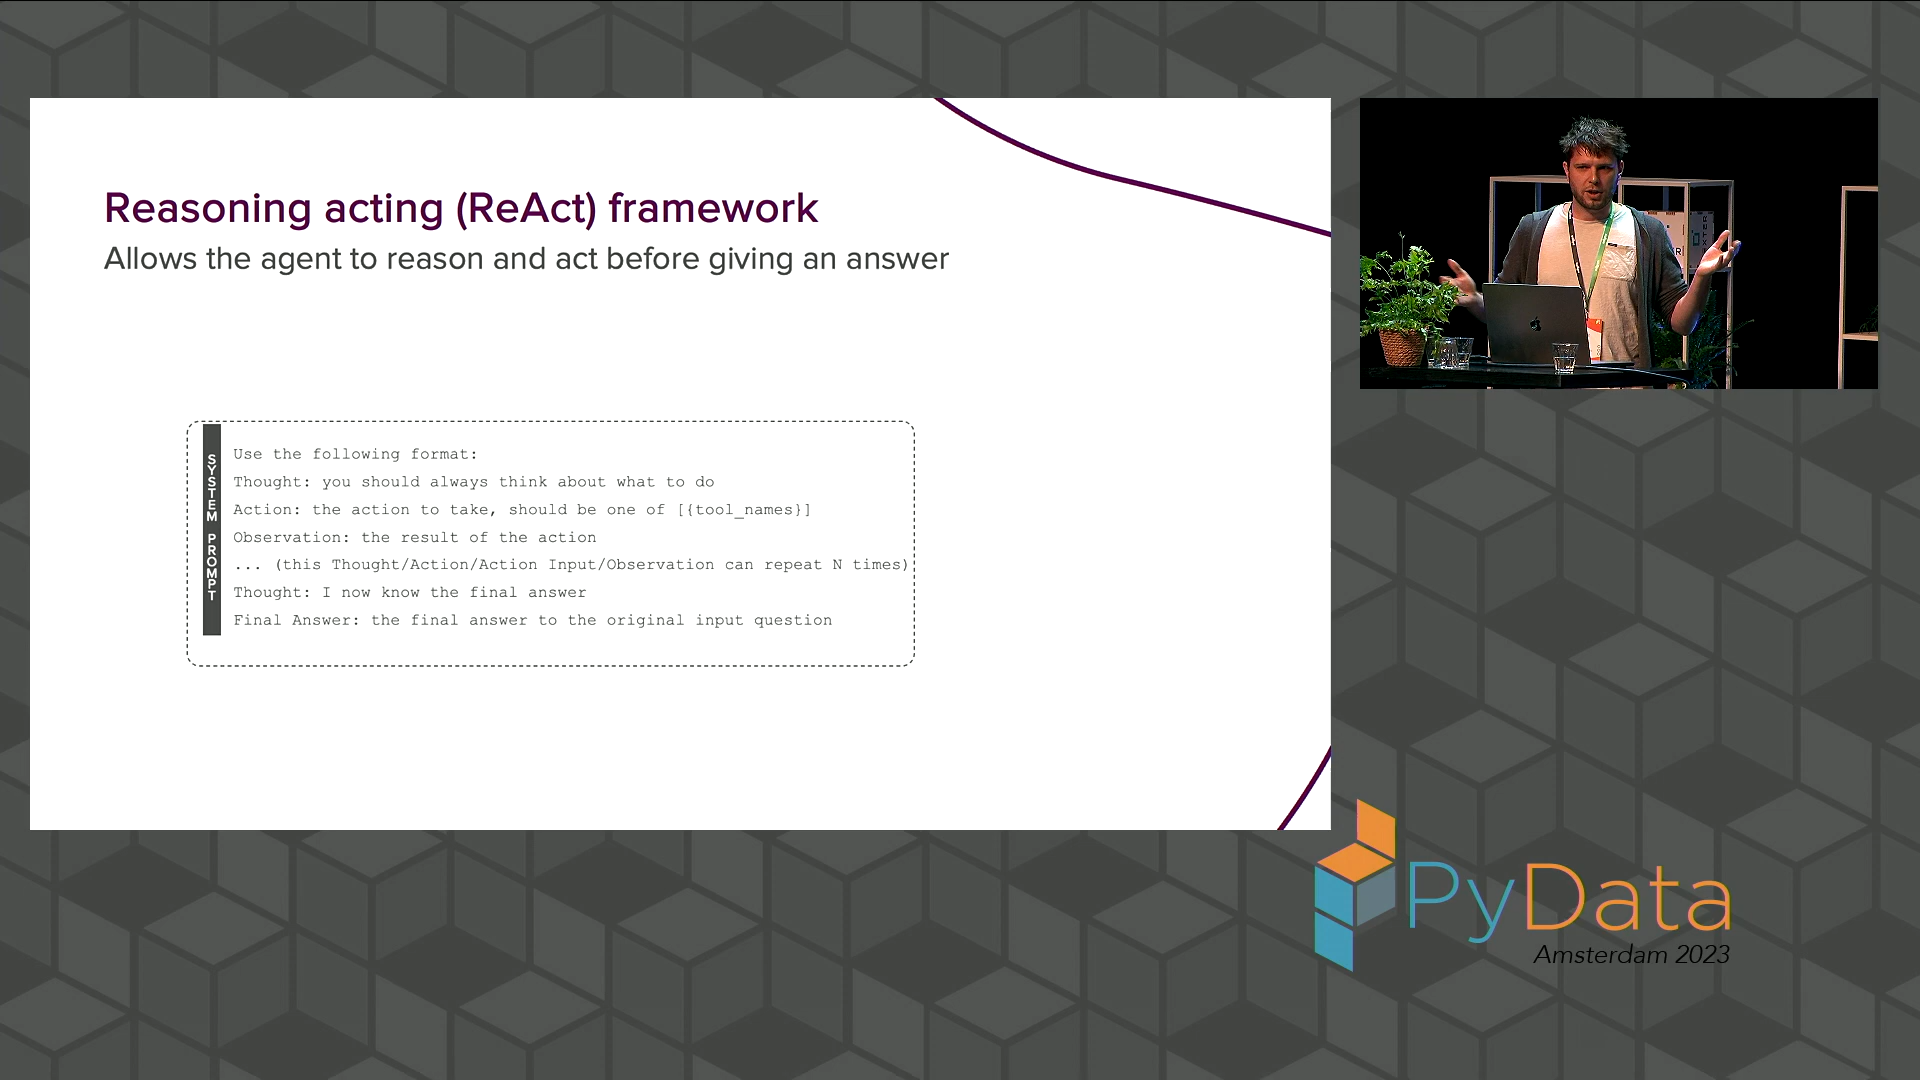 Reasoning acting (ReAct) framework
Allows the agent to reason and act before giving an answer
SYSTEM PROMPT
Use the following format:
Thought: you should always think about what to do
Action: the action to take, should be one of [{tool_names}]
Observation: the result of the action
... (this Thought/Action/Action Input/Observation can repeat N times)
Thought: I now know the final answer
Final Answer: the final answer to the original input question
PyData
Amsterdam 2023